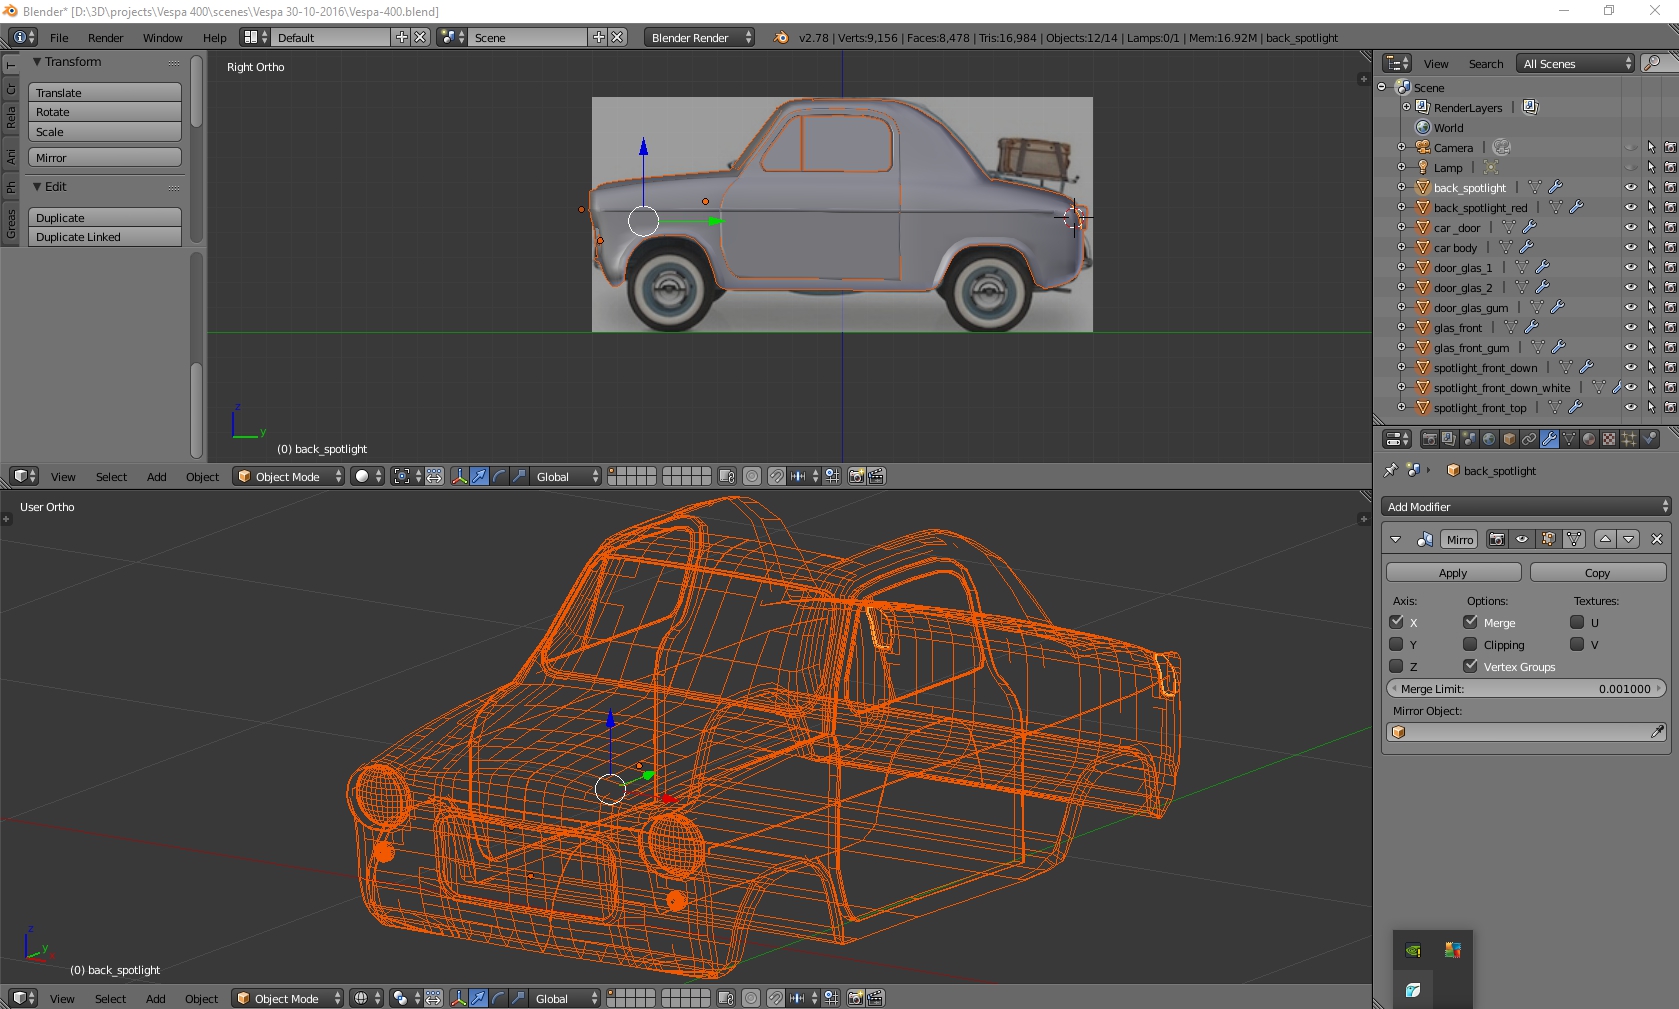 Blender* [D:\3D\projects\Vespa 400\scenes\Vespa 30-10-2016\Vespa-400.blend]
File Render Window Help Default Scene Blender Render v2.78 | Verts:9,156 | Faces:8,478 | Tris:16,984 | Objects:12/14 | Lamps:0/1 | Mem:16.92M | back_spotlight
T
Cr
Rela
Ani
Ph
Greas
Transform
Translate
Rotate
Scale
Mirror
Edit
Duplicate
Duplicate Linked
Right Ortho
z
y
(0) back_spotlight
View Select Add Object Object Mode Global
User Ortho
z
y
(0) back_spotlight
View Select Add Object Object Mode Global
View Search All Scenes
Scene
RenderLayers |
World
Camera |
Lamp |
back_spotlight |
back_spotlight_red |
car _door |
car body |
door_glas_1 |
door_glas_2 |
door_glas_gum |
glas_front |
glas_front_gum |
spotlight_front_down |
spotlight_front_down_white |
spotlight_front_top |
back_spotlight
Add Modifier
Mirro
Apply Copy
Axis: Options: Textures:
X Merge U
Y Clipping V
Z Vertex Groups
Merge Limit: 0.001000
Mirror Object: